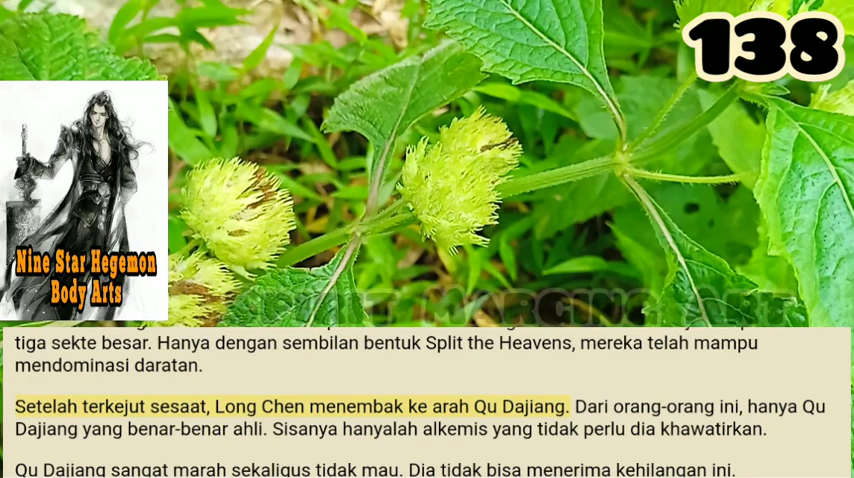 138
Nine Star Hegemon
Body Arts
SPIRIT MARGING ART
tiga sekte besar. Hanya dengan sembilan bentuk Split the Heavens, mereka telah mampu
mendominasi daratan.
Setelah terkejut sesaat, Long Chen menembak ke arah Qu Dajiang. Dari orang-orang ini, hanya Qu
Dajiang yang benar-benar ahli. Sisanya hanyalah alkemis yang tidak perlu dia khawatirkan.
Qu Dajiang sangat marah sekaligus tidak mau. Dia tidak bisa menerima kehilangan ini.